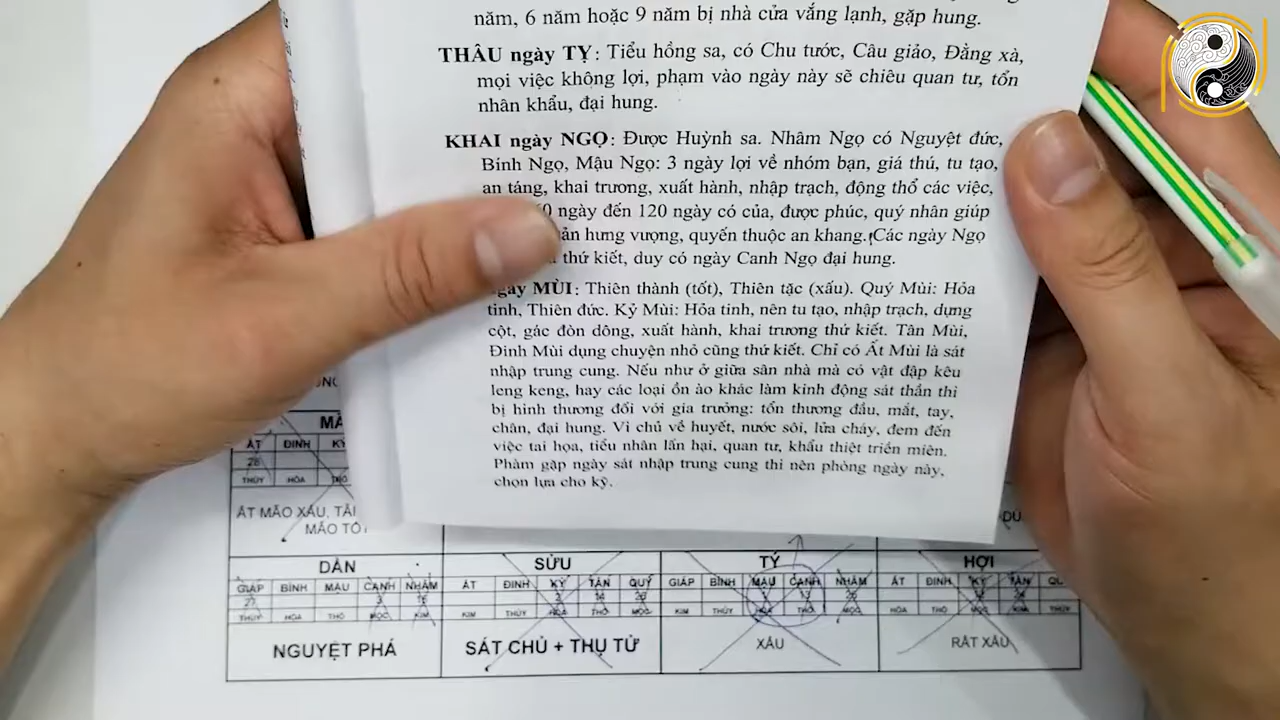 năm, 6 năm hoặc 9 năm bị nhà cửa vắng lạnh, gặp hung.
THÂU ngày TỴ: Tiểu hồng sa, có Chu tước, Câu giảo, Đằng xà,
mọi việc không lợi, phạm vào ngày này sẽ chiêu quan tư, tổn
nhân khẩu, đại hung.
KHAI ngày NGỌ: Được Huỳnh sa. Nhâm Ngọ có Nguyệt đức,
Bính Ngọ, Mậu Ngọ: 3 ngày lợi về nhóm bạn, giá thú, tu tạo,
an táng, khai trương, xuất hành, nhập trạch, động thổ các việc,
ngày đến 120 ngày có của, được phúc, quý nhân giúp
hưng vượng, quyến thuộc an khang. Các ngày Ngọ
thứ kiết, duy có ngày Canh Ngọ đại hung.
ngày MÙI: Thiên thành (tốt), Thiên tặc (xấu). Quý Mùi: Hỏa
tinh, Thiên đức. Kỷ Mùi: Hỏa tinh, nên tu tạo, nhập trạch, dựng
cột, gác đòn dông, xuất hành, khai trương thứ kiết. Tân Mùi,
Đinh Mùi dụng chuyện nhỏ cũng thứ kiết. Chỉ có Ất Mùi là sát
nhập trung cung. Nếu như ở giữa sân nhà mà có vật đập kêu
leng keng, hay các loại ồn ào khác làm kinh động sát thần thì
bị hình thương đối với gia trưởng: tổn thương đầu, mắt, tay,
chân, đại hung. Vì chủ về huyết, nước sôi, lửa cháy, đem đến
việc tai họa, tiểu nhân lấn hại, quan tư, khẩu thiệt triền miên.
Phàm gặp ngày sát nhập trung cung thì nên phòng ngày này,
chọn lựa cho kỹ.
ẤT ĐINH
28
THỦY HỎA
ẤT MÃO XẤU, TÂN
MÃO TỐT
DẦN SỬU TÝ HỢI
GIÁP BÍNH MẬU CANH NHÂM ẤT ĐINH KỶ TÂN QUÝ GIÁP BÍNH MẬU CANH NHÂM ẤT ĐINH KỶ TÂN
THỦY HỎA THỔ MỘC KIM KIM THỦY HỎA THỔ MỘC KIM THỦY HỎA THỔ MỘC HỎA THỔ MỘC KIM THỦY
NGUYỆT PHÁ SÁT CHỦ + THỤ TỬ XẤU RẤT XẤU